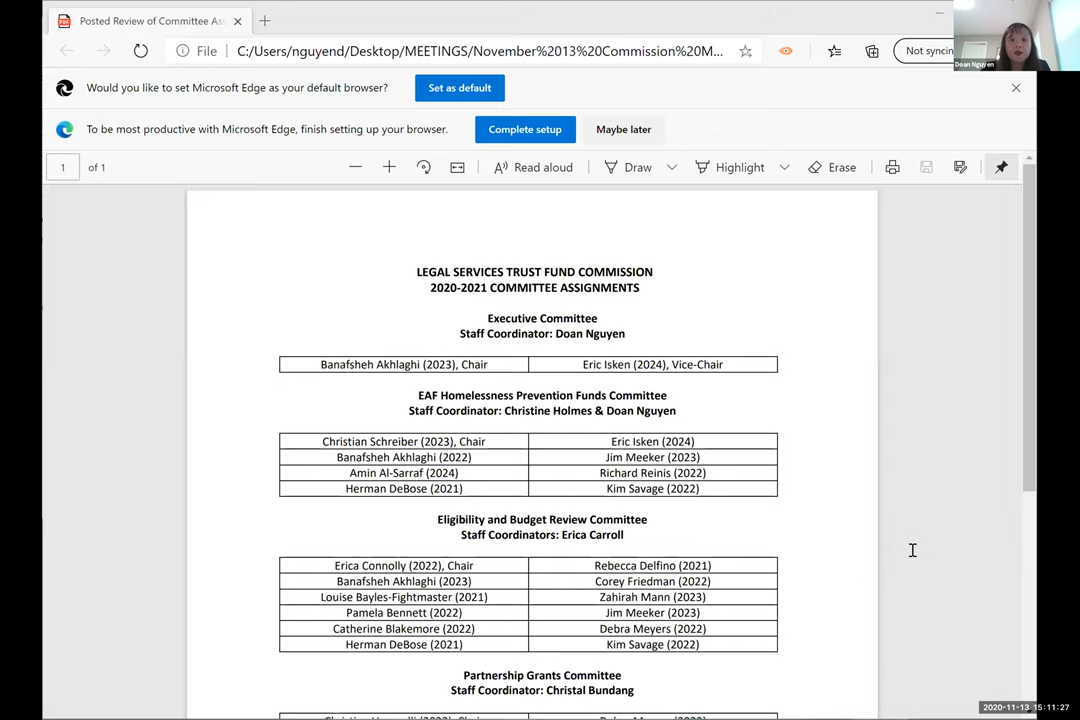 Posted Review of Committee As
File C:/Users/nguyend/Desktop/MEETINGS/November%2013%20Commission%20M... Not syncin
Doan Nguyen
Would you like to set Microsoft Edge as your default browser? Set as default
To be most productive with Microsoft Edge, finish setting up your browser. Complete setup Maybe later
1 of 1 Read aloud Draw Highlight Erase
LEGAL SERVICES TRUST FUND COMMISSION
2020-2021 COMMITTEE ASSIGNMENTS
Executive Committee
Staff Coordinator: Doan Nguyen
Banafsheh Akhlaghi (2023), Chair Eric Isken (2024), Vice-Chair
EAF Homelessness Prevention Funds Committee
Staff Coordinator: Christine Holmes & Doan Nguyen
Christian Schreiber (2023), Chair Eric Isken (2024)
Banafsheh Akhlaghi (2022) Jim Meeker (2023)
Amin Al-Sarraf (2024) Richard Reinis (2022)
Herman DeBose (2021) Kim Savage (2022)
Eligibility and Budget Review Committee
Staff Coordinators: Erica Carroll
Erica Connolly (2022), Chair Rebecca Delfino (2021)
Banafsheh Akhlaghi (2023) Corey Friedman (2022)
Louise Bayles-Fightmaster (2021) Zahirah Mann (2023)
Pamela Bennett (2022) Jim Meeker (2023)
Catherine Blakemore (2022) Debra Meyers (2022)
Herman DeBose (2021) Kim Savage (2022)
Partnership Grants Committee
Staff Coordinator: Christal Bundang
2020-11-13 15:11:27